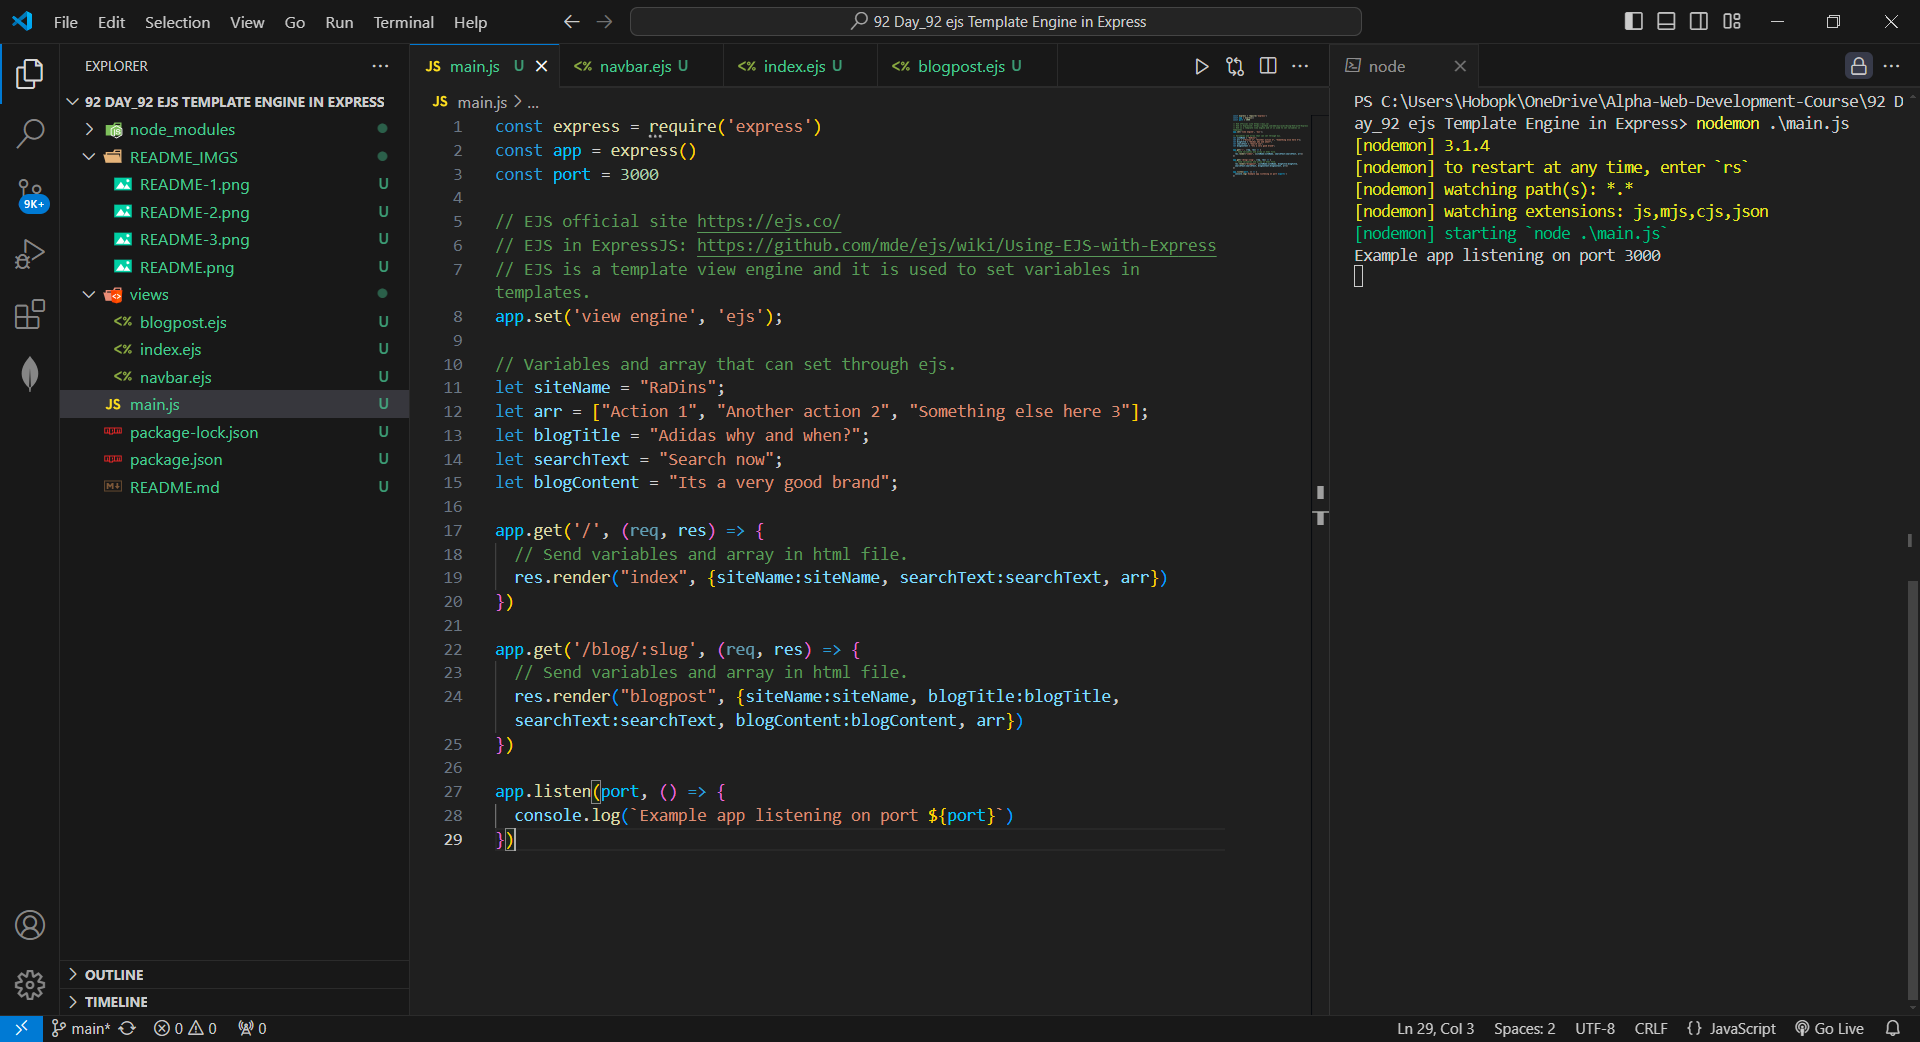 File Edit Selection View Go Run Terminal Help
92 Day_92 ejs Template Engine in Express
EXPLORER
92 DAY_92 EJS TEMPLATE ENGINE IN EXPRESS
node_modules
README_IMGS
README-1.png U
README-2.png U
README-3.png U
README.png U
views
<% blogpost.ejs U
<% index.ejs U
<% navbar.ejs U
JS main.js U
package-lock.json U
package.json U
README.md U
9K+
OUTLINE
TIMELINE
JS main.js U
<% navbar.ejs U
<% index.ejs U
<% blogpost.ejs U
JS main.js > ...
1 const express = require('express')
2 const app = express()
3 const port = 3000
4
5 // EJS official site https://ejs.co/
6 // EJS in ExpressJS: https://github.com/mde/ejs/wiki/Using-EJS-with-Express
7 // EJS is a template view engine and it is used to set variables in
templates.
8 app.set('view engine', 'ejs');
9
10 // Variables and array that can set through ejs.
11 let siteName = "RaDins";
12 let arr = ["Action 1", "Another action 2", "Something else here 3"];
13 let blogTitle = "Adidas why and when?";
14 let searchText = "Search now";
15 let blogContent = "Its a very good brand";
16
17 app.get('/', (req, res) => {
18 // Send variables and array in html file.
19 res.render("index", {siteName:siteName, searchText:searchText, arr})
20 })
21
22 app.get('/blog/:slug', (req, res) => {
23 // Send variables and array in html file.
24 res.render("blogpost", {siteName:siteName, blogTitle:blogTitle,
searchText:searchText, blogContent:blogContent, arr})
25 })
26
27 app.listen(port, () => {
28 console.log(`Example app listening on port ${port}`)
29 })
node
PS C:\Users\Hobopk\OneDrive\Alpha-Web-Development-Course\92 D
ay_92 ejs Template Engine in Express> nodemon .\main.js
[nodemon] 3.1.4
[nodemon] to restart at any time, enter `rs`
[nodemon] watching path(s): *.*
[nodemon] watching extensions: js,mjs,cjs,json
[nodemon] starting `node .\main.js`
Example app listening on port 3000
main* 0 0 0
Ln 29, Col 3 Spaces: 2 UTF-8 CRLF {} JavaScript Go Live